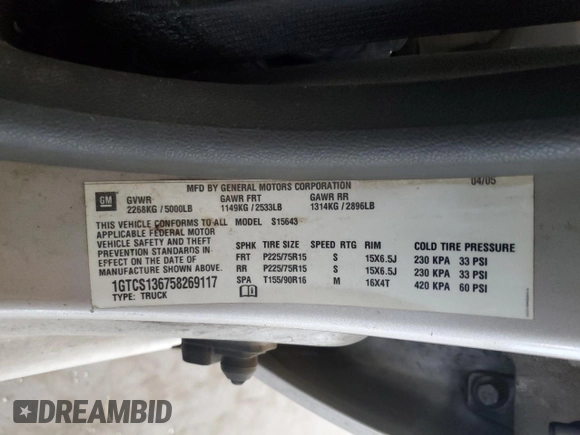 MFD BY GENERAL MOTORS CORPORATION 04/05
GM GVWR GAWR FRT GAWR RR
2268KG / 5000LB 1149KG / 2533LB 1314KG / 2896LB
THIS VEHICLE CONFORMS TO ALL MODEL S15643
APPLICABLE FEDERAL MOTOR
VEHICLE SAFETY AND THEFT
PREVENTION STANDARDS IN
EFFECT ON THE DATE OF
MANUFACTURE SHOWN ABOVE.
1GTCS136758269117
TYPE: TRUCK
SPHK TIRE SIZE SPEED RTG RIM COLD TIRE PRESSURE
FRT P225/75R15 S 15X6.5J 230 KPA 33 PSI
RR P225/75R15 S 15X6.5J 230 KPA 33 PSI
SPA T155/90R16 M 16X4T 420 KPA 60 PSI
DREAMBID